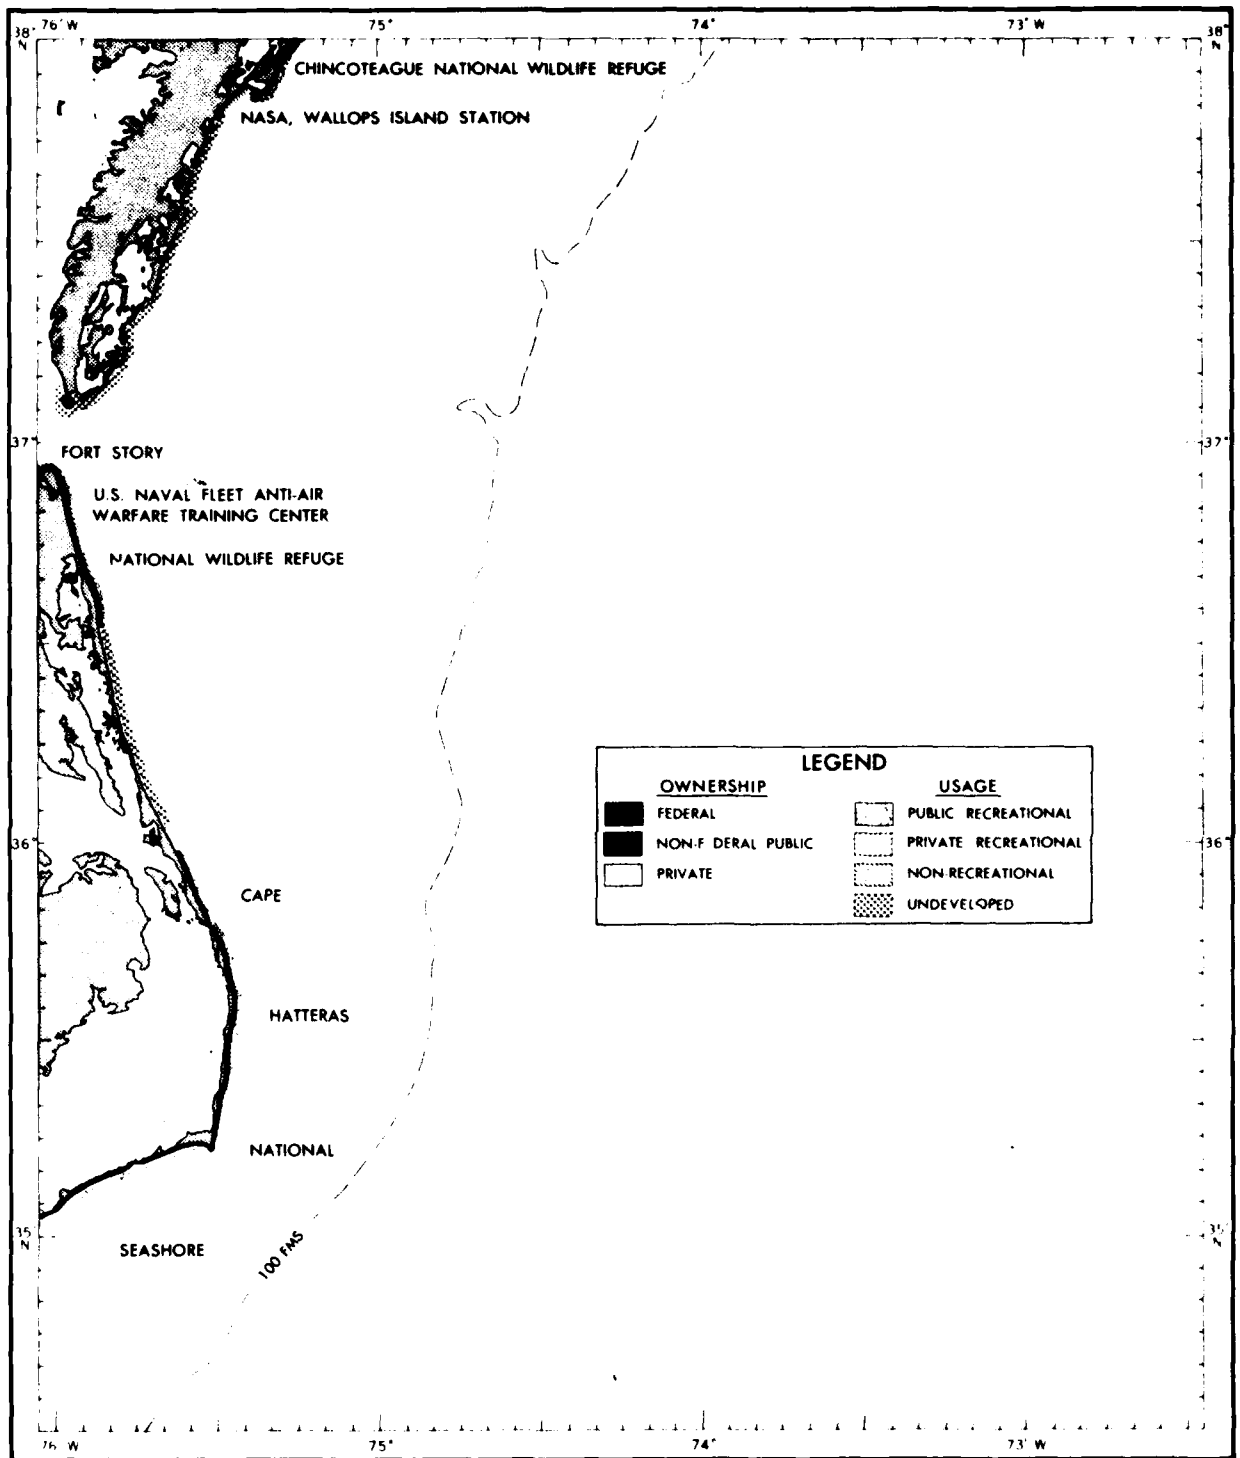 76° W 75° 74° 73° W
38° N 38° N
CHINCOTEAGUE NATIONAL WILDLIFE REFUGE
NASA, WALLOPS ISLAND STATION
37° 37°
FORT STORY
U.S. NAVAL FLEET ANTI-AIR
WARFARE TRAINING CENTER
NATIONAL WILDLIFE REFUGE
LEGEND
OWNERSHIP USAGE
FEDERAL PUBLIC RECREATIONAL
NON-F DERAL PUBLIC PRIVATE RECREATIONAL
PRIVATE NON-RECREATIONAL
UNDEVELOPED
36° 36°
CAPE
HATTERAS
NATIONAL
SEASHORE
35° N 35° N
100 FMS
76 W 75° 74° 73° W